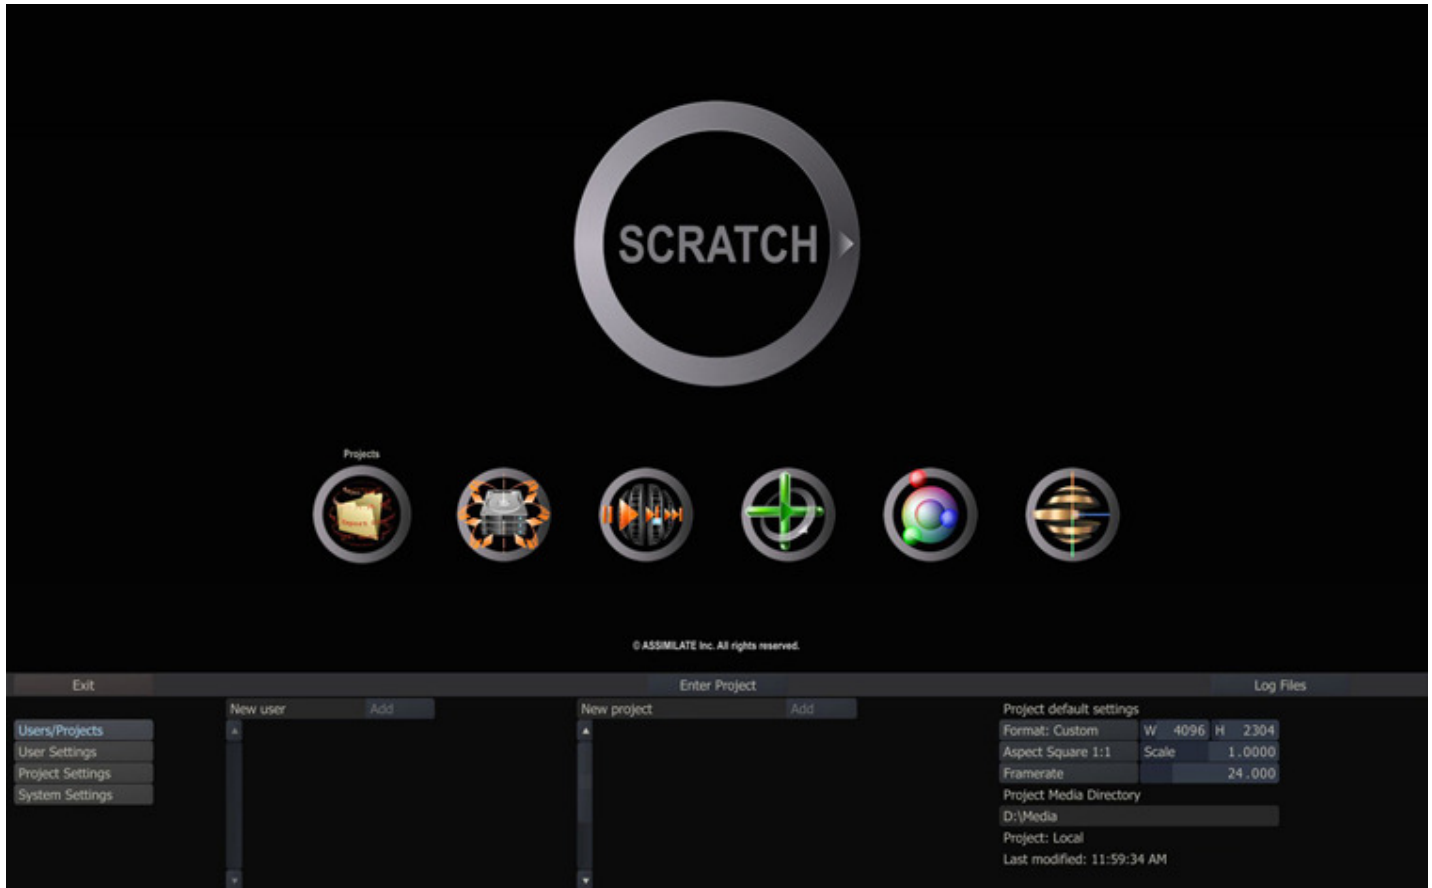 SCRATCH
Projects
© ASSIMILATE Inc. All rights reserved.
Exit
Enter Project
Log Files
New user
Add
New project
Add
Project default settings
Users/Projects
User Settings
Project Settings
System Settings
Format: Custom W 4096 H 2304
Aspect Square 1:1 Scale 1.0000
Framerate 24.000
Project Media Directory
D:\Media
Project: Local
Last modified: 11:59:34 AM